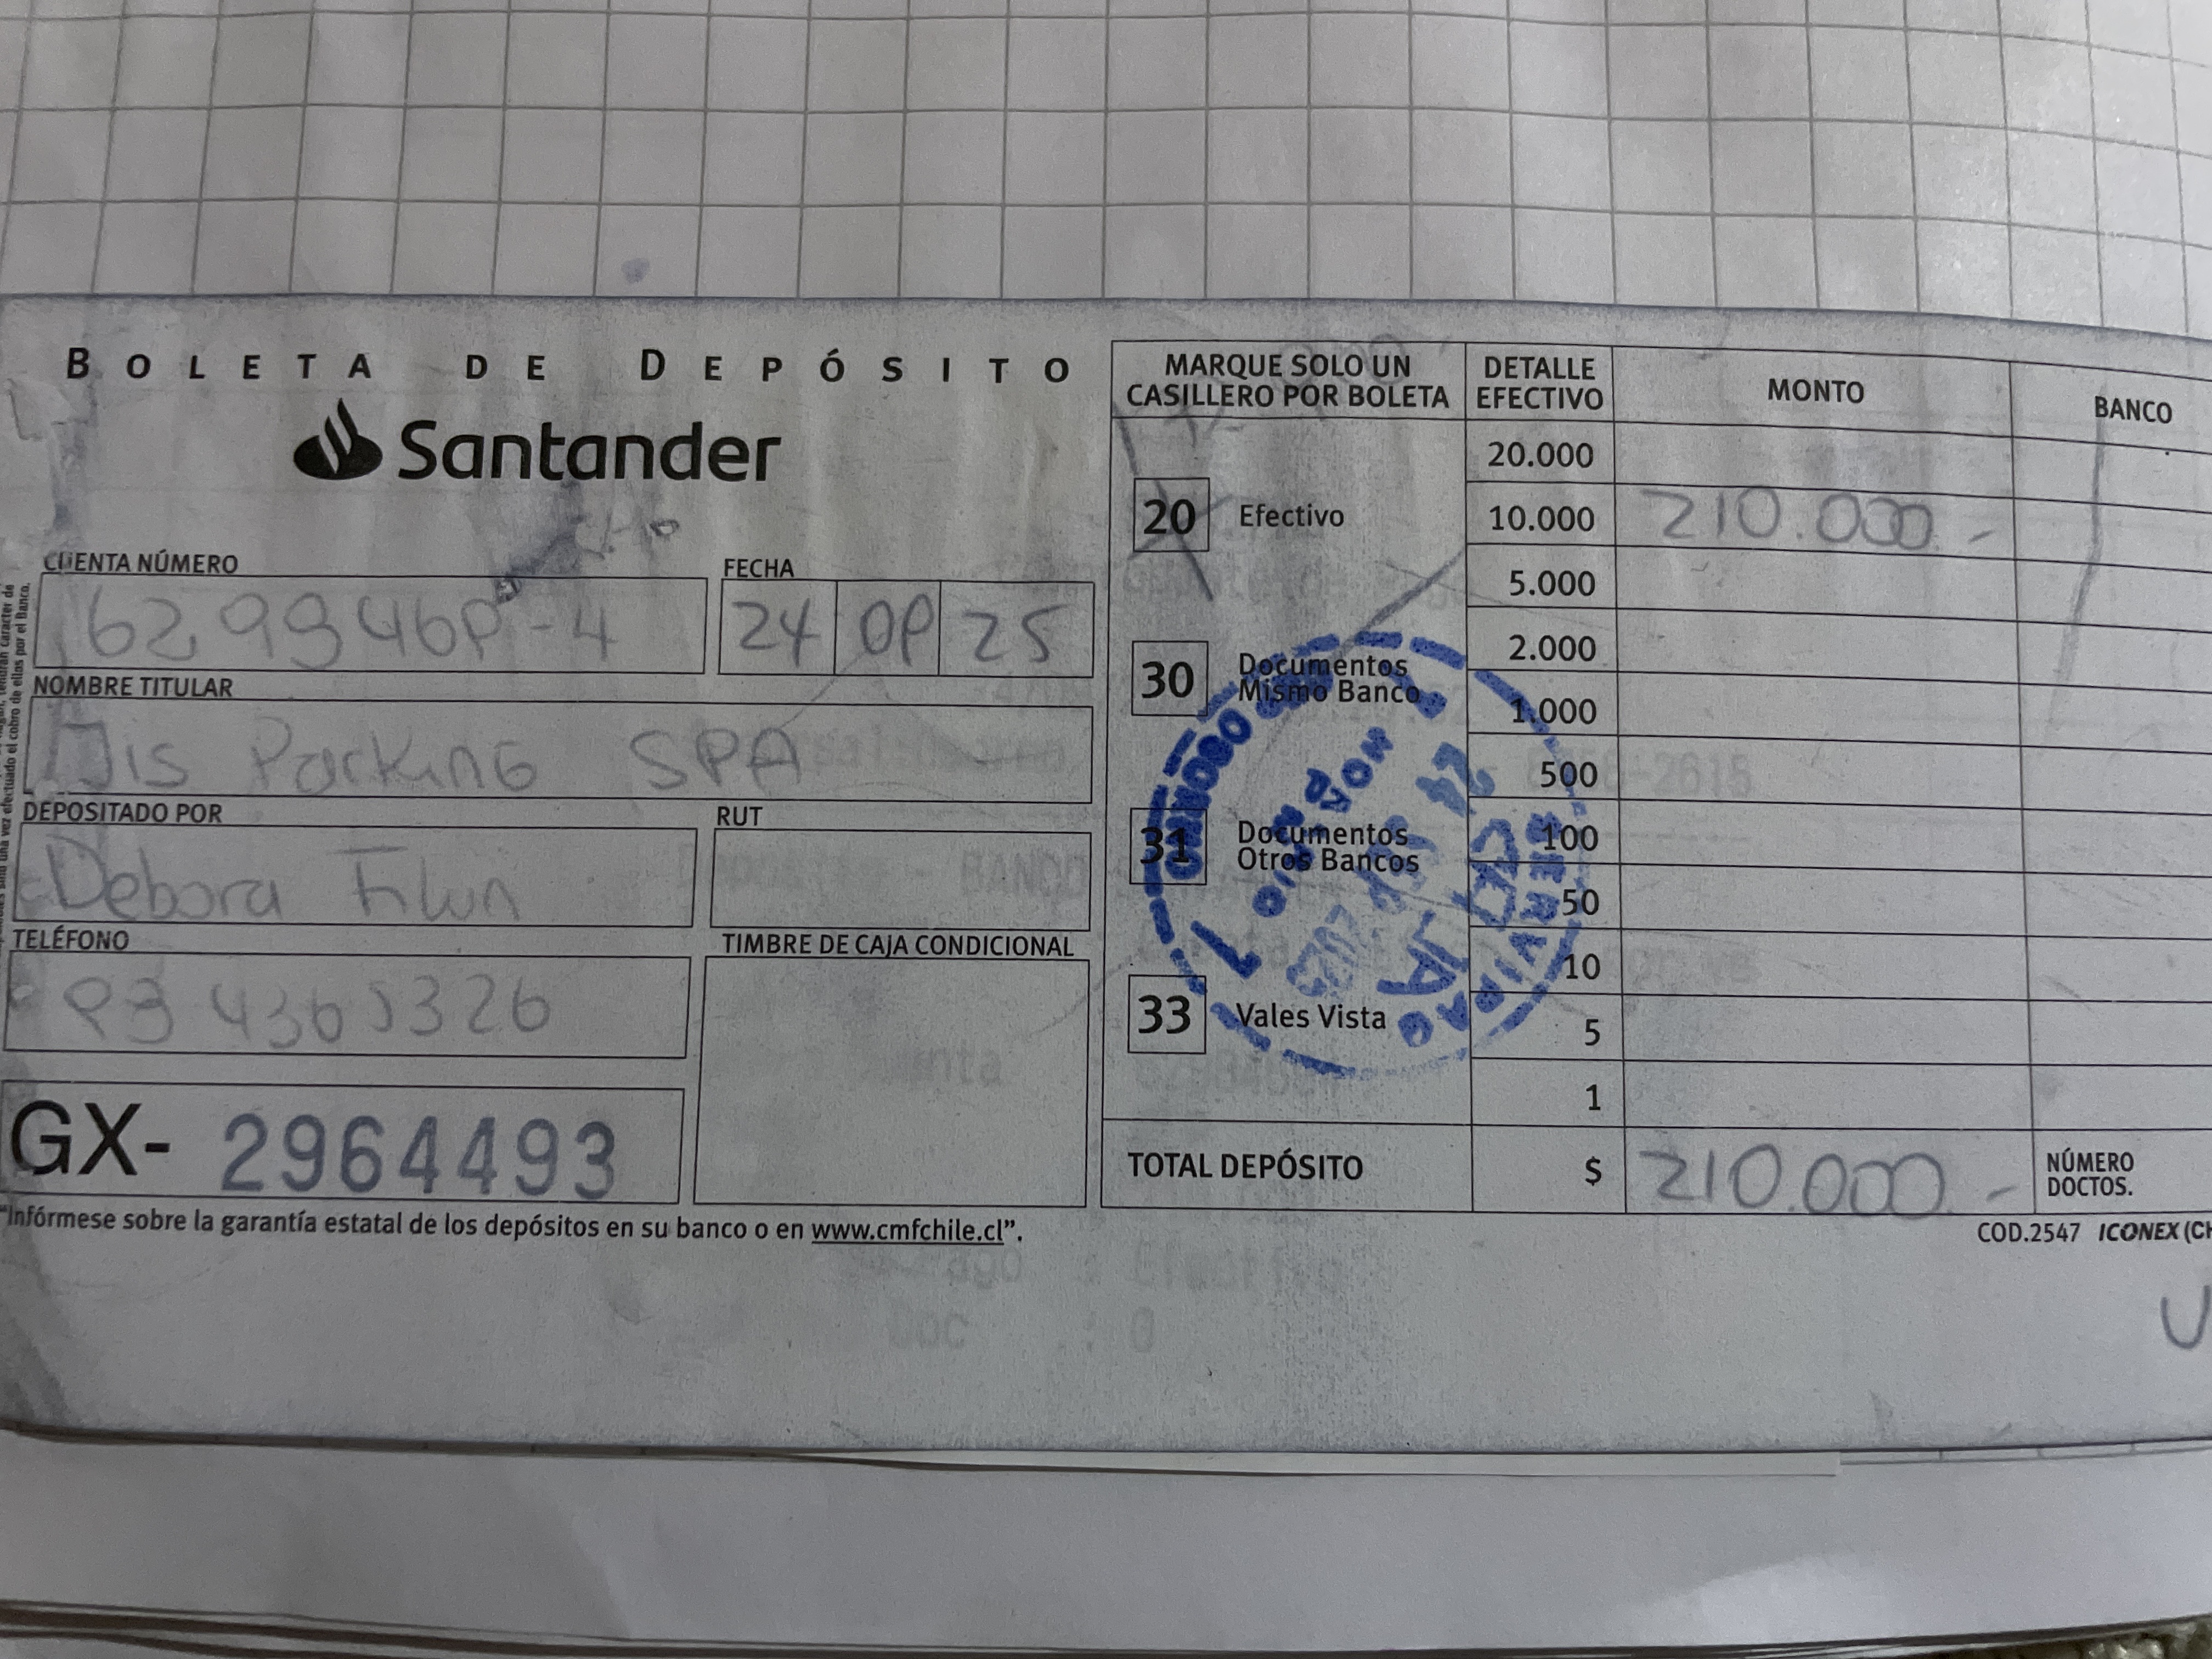 BOLETA DE DEPÓSITO
Santander
CUENTA NÚMERO
6299946P-4
FECHA
24 09 25
NOMBRE TITULAR
Jis Parking SPA
DEPOSITADO POR
Debora
RUT
TELÉFONO
TIMBRE DE CAJA CONDICIONAL
GX- 2964493
"Infórmese sobre la garantía estatal de los depósitos en su banco o en www.cmfchile.cl".
MARQUE SOLO UN CASILLERO POR BOLETA
20 Efectivo
30 Documentos Mismo Banco
31 Documentos Otros Bancos
33 Vales Vista
DETALLE EFECTIVO
MONTO
BANCO
20.000
10.000 210.000.-
5.000
2.000
1.000
500
100
50
10
5
1
TOTAL DEPÓSITO $ 210.000.-
NÚMERO DOCTOS.
COD.2547 ICONEX (CH